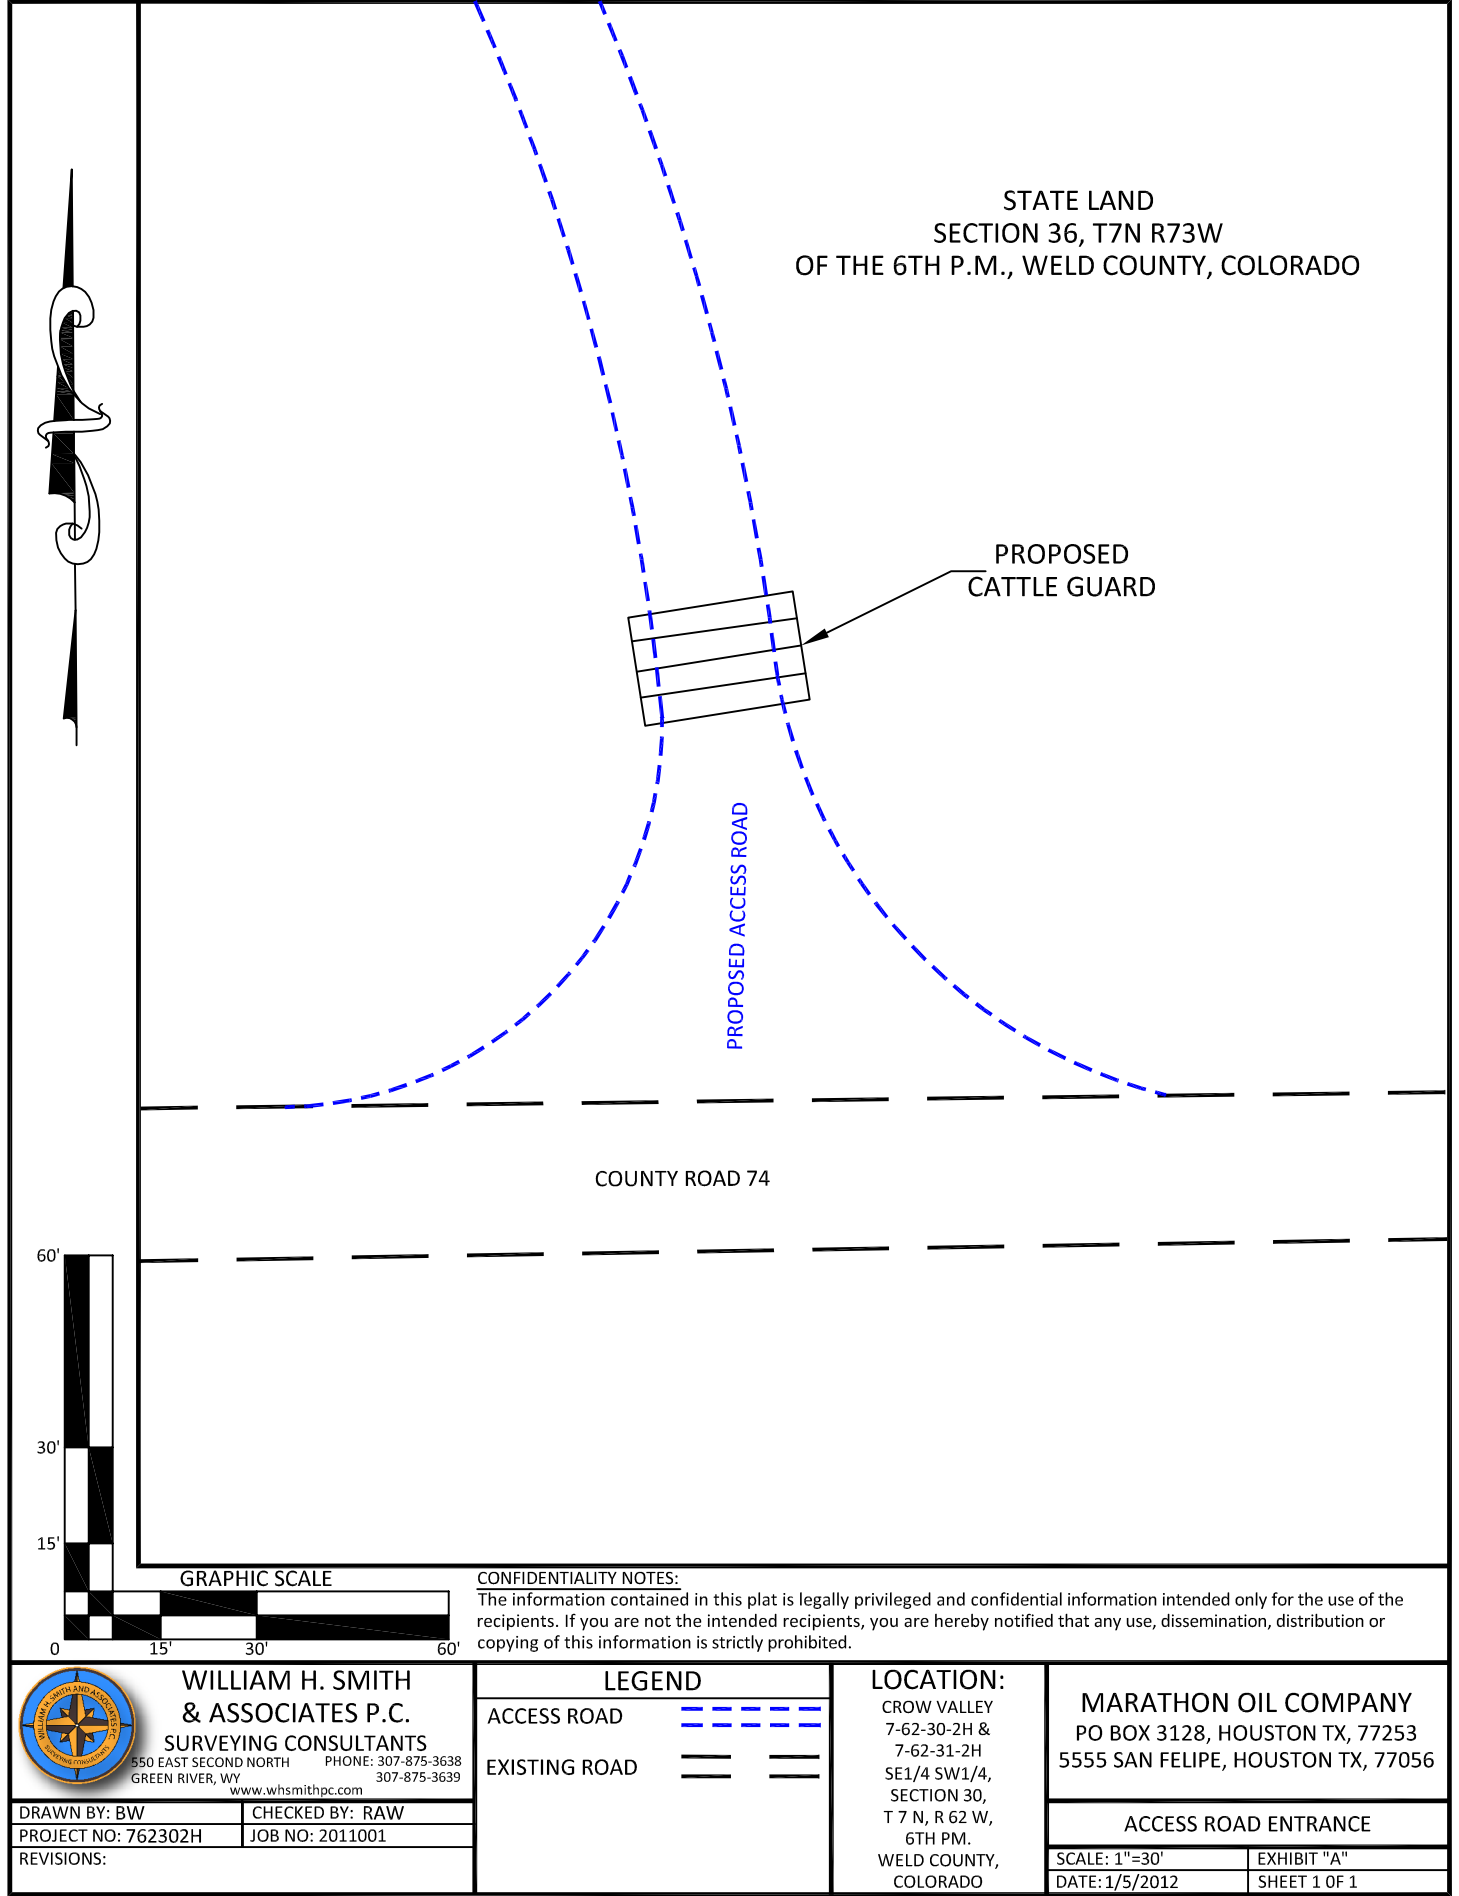 STATE LAND
SECTION 36, T7N R73W
OF THE 6TH P.M., WELD COUNTY, COLORADO
PROPOSED
CATTLE GUARD
PROPOSED ACCESS ROAD
COUNTY ROAD 74
60'
30'
15'
GRAPHIC SCALE
0 15' 30' 60'
CONFIDENTIALITY NOTES:
The information contained in this plat is legally privileged and confidential information intended only for the use of the
recipients. If you are not the intended recipients, you are hereby notified that any use, dissemination, distribution or
copying of this information is strictly prohibited.
WILLIAM H. SMITH AND ASSOCIATES P.C.
SURVEYING CONSULTANTS
WILLIAM H. SMITH
& ASSOCIATES P.C.
SURVEYING CONSULTANTS
550 EAST SECOND NORTH PHONE: 307-875-3638
GREEN RIVER, WY 307-875-3639
www.whsmithpc.com
DRAWN BY: BW CHECKED BY: RAW
PROJECT NO: 762302H JOB NO: 2011001
REVISIONS:
LEGEND
ACCESS ROAD
EXISTING ROAD
LOCATION:
CROW VALLEY
7-62-30-2H &
7-62-31-2H
SE1/4 SW1/4,
SECTION 30,
T 7 N, R 62 W,
6TH PM.
WELD COUNTY,
COLORADO
MARATHON OIL COMPANY
PO BOX 3128, HOUSTON TX, 77253
5555 SAN FELIPE, HOUSTON TX, 77056
ACCESS ROAD ENTRANCE
SCALE: 1"=30' EXHIBIT "A"
DATE: 1/5/2012 SHEET 1 OF 1